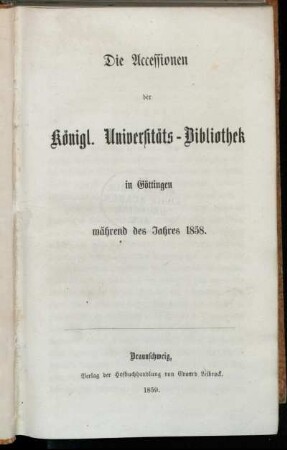 Die Accessionen
der
Königl. Universitäts-Bibliothek
in Göttingen
während des Jahres 1858.
Braunschweig,
Verlag der Hofbuchhandlung von Eduard Leibrock.
1859.